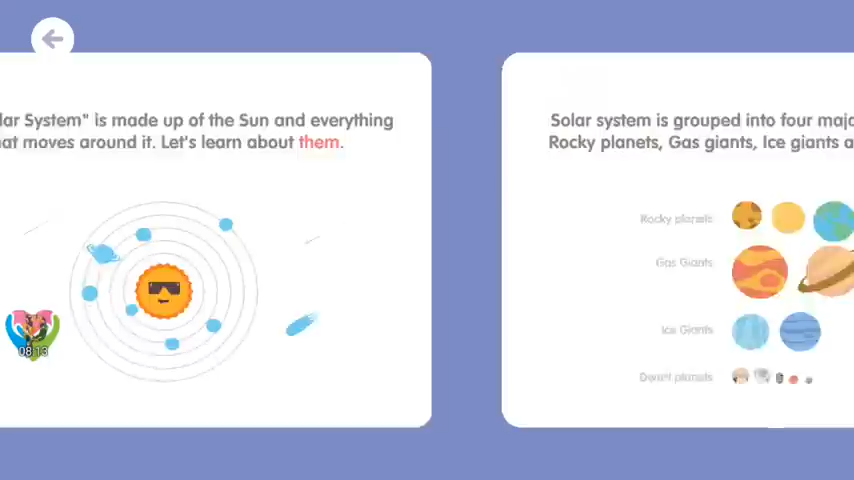 lar System" is made up of the Sun and everything
at moves around it. Let's learn about them.
08:13
Solar system is grouped into four majo
Rocky planets, Gas giants, Ice giants a
Rocky planets
Gas Giants
Ice Giants
Dwarf planets